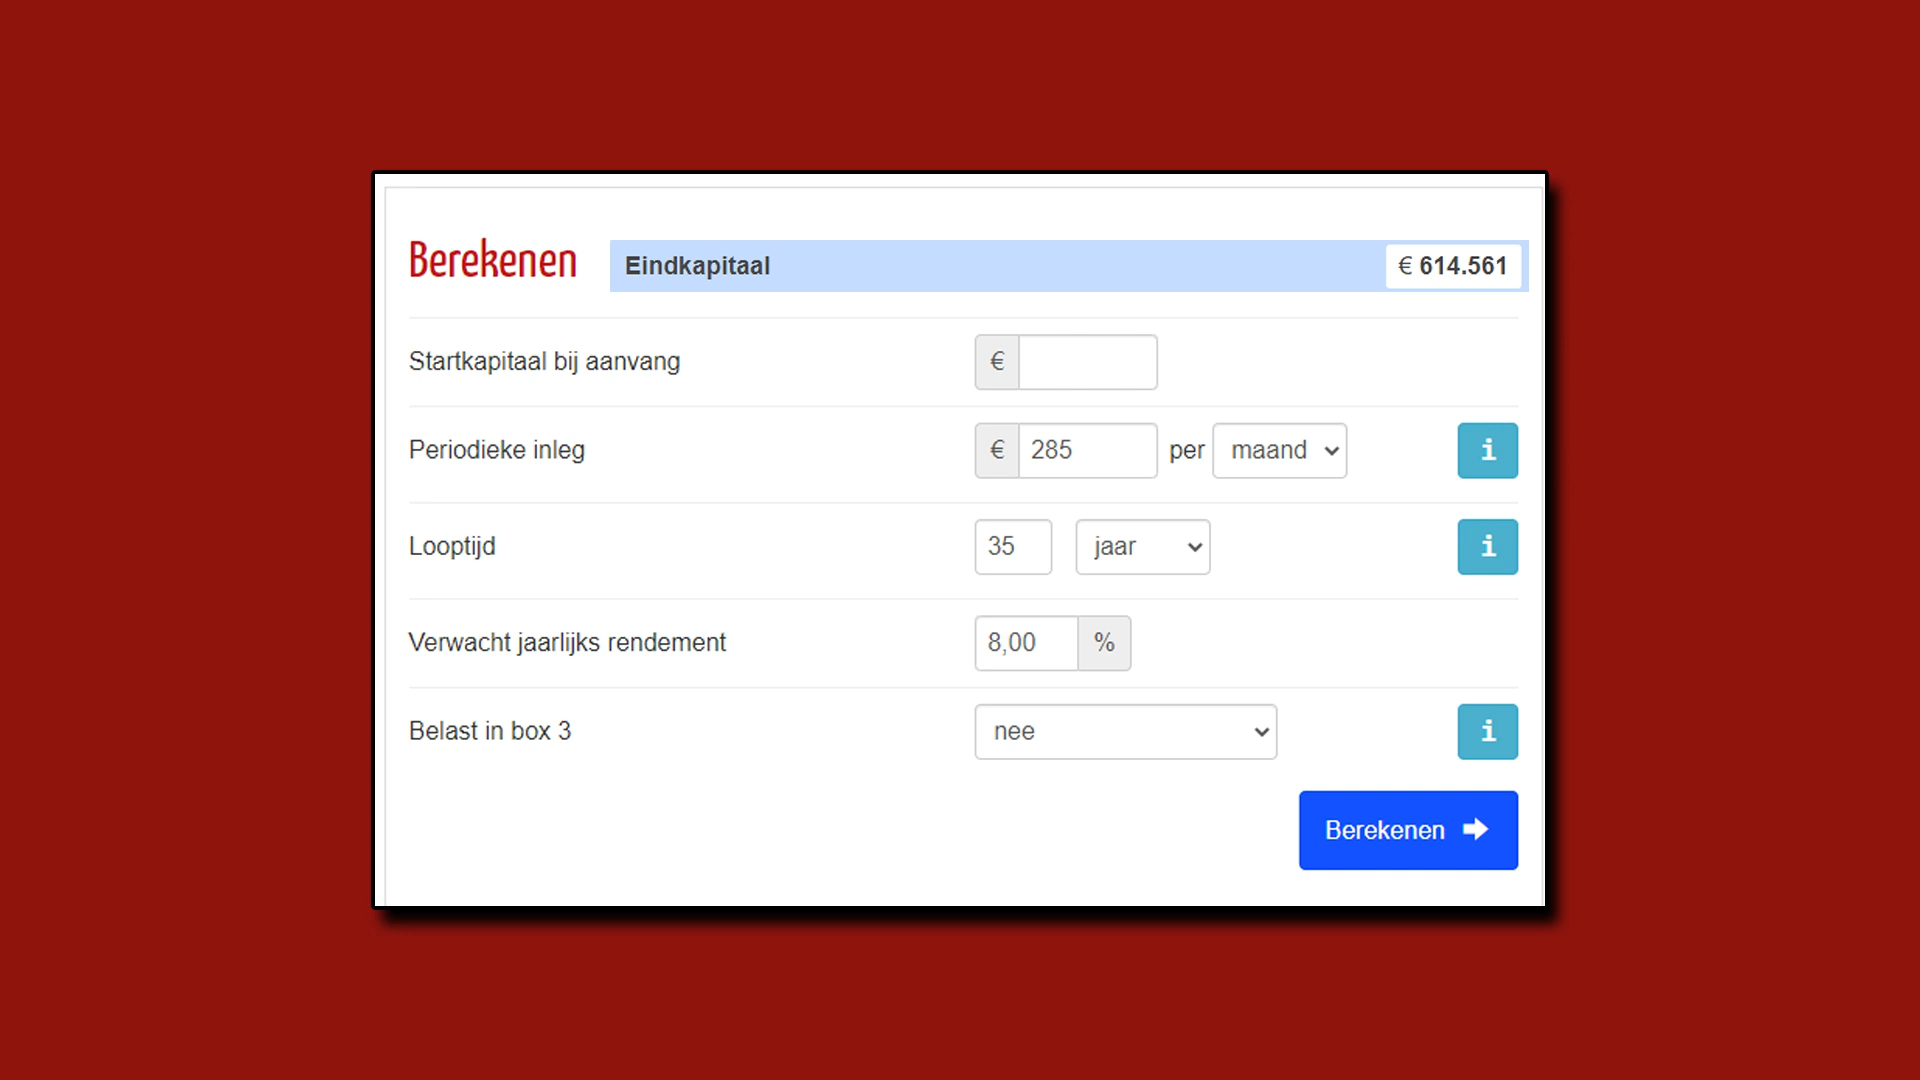 Berekenen Eindkapitaal € 614.561
Startkapitaal bij aanvang €
Periodieke inleg € 285 per maand i
Looptijd 35 jaar i
Verwacht jaarlijks rendement 8,00 %
Belast in box 3 nee i
Berekenen